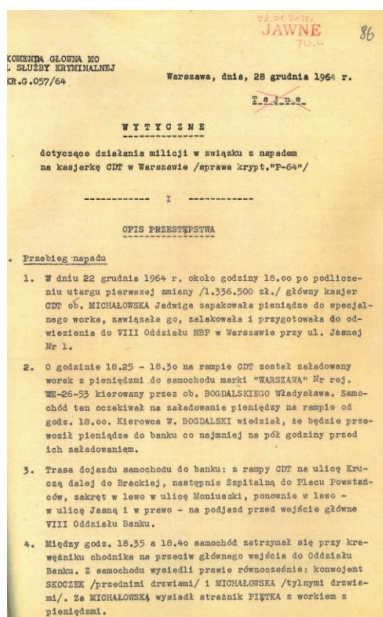 28.08.2012.
JAWNE
86
KOMENDA GŁOWNA MO
SŁUŻBY KRYMINALNEJ
KR.G.057/64
Warszawa, dnia, 28 grudnia 1964 r.
T a j n e
W Y T Y C Z N E
dotyczące działania milicji w związku z napadem
na kasjerkę CDT w Warszawie /sprawa krypt."P-64"/
------------ I ------------
OPIS PRZESTĘPSTWA
Przebieg napadu
1. W dniu 22 grudnia 1964 r. około godziny 18.00 po podlicze-
niu utargu pierwszej zmiany /1.336.500 zł./ główny kasjer
CDT ob. MICHAŁOWSKA Jadwiga zapakowała pieniądze do specjal-
nego worka, zawiązała go, zalakowała i przygotowała do od-
wiezienia do VIII Oddziału NBP w Warszawie przy ul. Jasnej
Nr 1.
2. O godzinie 18.25 - 18.30 na rampie CDT został załadowany
worek z pieniędzmi do samochodu marki "WARSZAWA" Nr rej.
WE-26-53 kierowany przez ob. BOGDALSKIEGO Władysława. Samo-
chód ten oczekiwał na załadowanie pieniędzy na rampie od
godz. 18.00. Kierowca W. BOGDALSKI wiedział, że będzie prze-
woził pieniądze do banku co najmniej na pół godziny przed
ich załadowaniem.
3. Trasa dojazdu samochodu do banku: z rampy CDT na ulicę Kru-
czą dalej do Brackiej, następnie Szpitalną do Placu Powstań-
ców, zakręt w lewo w ulicę Moniuszki, ponownie w lewo -
w ulicę Jasną i w prawo - na podjazd przed wejście główne
VIII Oddziału Banku.
4. Między godz. 18.35 a 18.40 samochód zatrzymał się przy kra-
wężniku chodnika na przeciw głównego wejścia do Oddziału
Banku. Z samochodu wysiedli prawie równocześnie: konwojent
SKOCZEK /przednimi drzwiami/ i MICHAŁOWSKA /tylnymi drzwia-
mi/. Za MICHAŁOWSKĄ wysiadł strażnik PIĘTKA z workiem z
pieniędzmi.